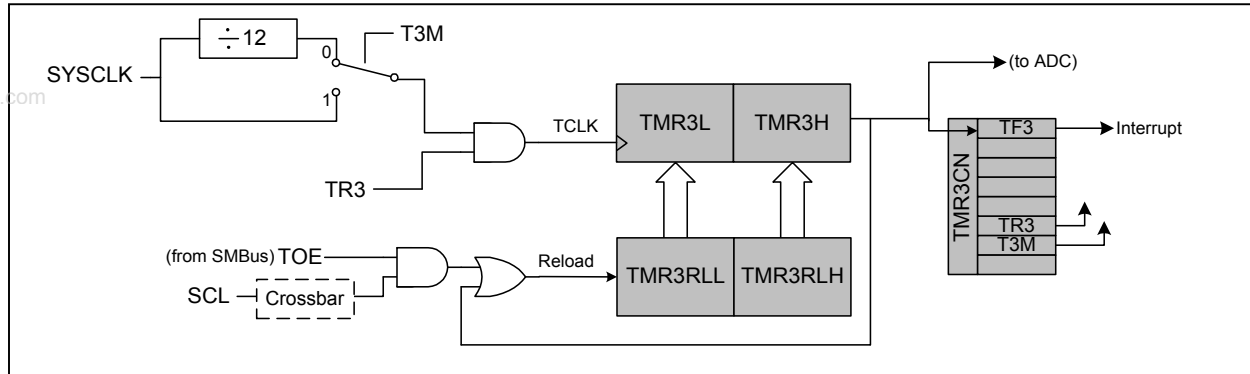 ÷ 12
T3M
0
SYSCLK
.com
1
TCLK
TMR3L
TMR3H
(to ADC)
TF3
Interrupt
TMR3CN
TR3
TR3
T3M
(from SMBus) TOE
Reload
TMR3RLL
TMR3RLH
SCL
Crossbar